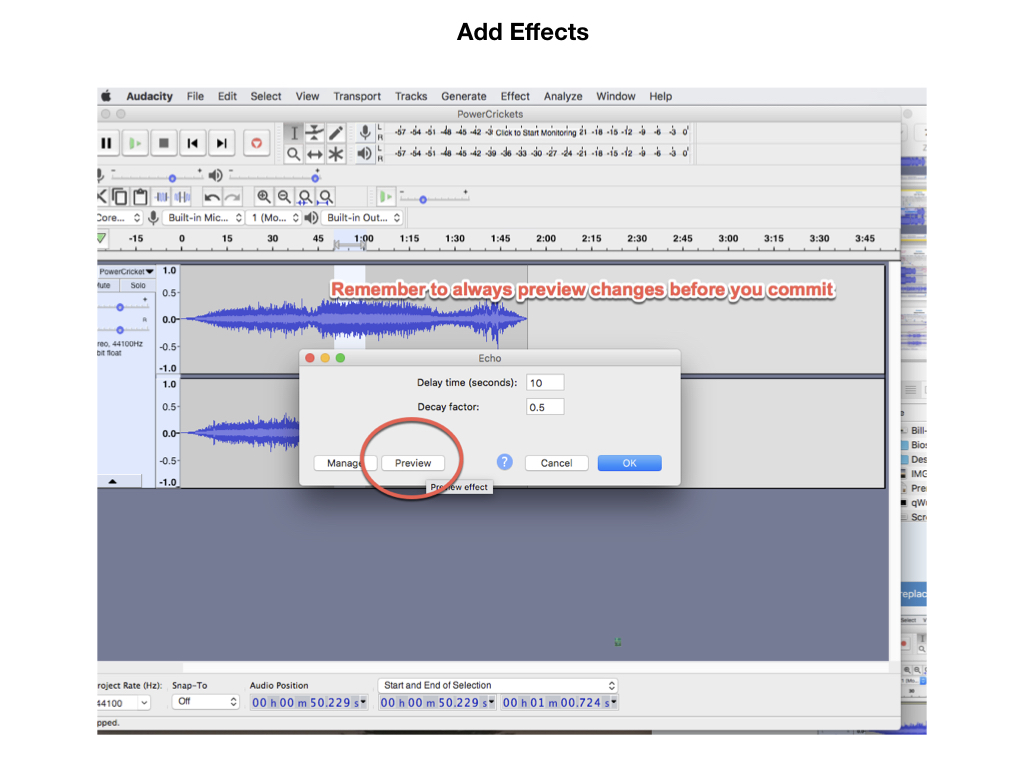 Add Effects
Audacity File Edit Select View Transport Tracks Generate Effect Analyze Window Help
PowerCrickets
L
R
-57 -54 -51 -48 -45 -42 Click to Start Monitoring 21 -18 -15 -12 -9 -6 -3 0
L
R
-57 -54 -51 -48 -45 -42 -39 -36 -33 -30 -27 -24 -21 -18 -15 -12 -9 -6 -3 0
- +
- +
- +
Core... Built-in Mic... 1 (Mo... Built-in Out...
-15 0 15 30 45 1:00 1:15 1:30 1:45 2:00 2:15 2:30 2:45 3:00 3:15 3:30 3:45
PowerCricket
Mute Solo
1.0
0.5
0.0
-0.5
-1.0
reo, 44100Hz
bit float
Remember to always preview changes before you commit
1.0
0.5
0.0
-0.5
-1.0
Echo
Delay time (seconds): 10
Decay factor: 0.5
Manage Preview ? Cancel OK
Preview effect
Bill-
Bios
Des
IMG
Pre
qWr
Scre
replac
roject Rate (Hz): Snap-To Audio Position Start and End of Selection
44100 Off 00 h 00 m 50.229 s 00 h 00 m 50.229 s 00 h 01 m 00.724 s
pped.